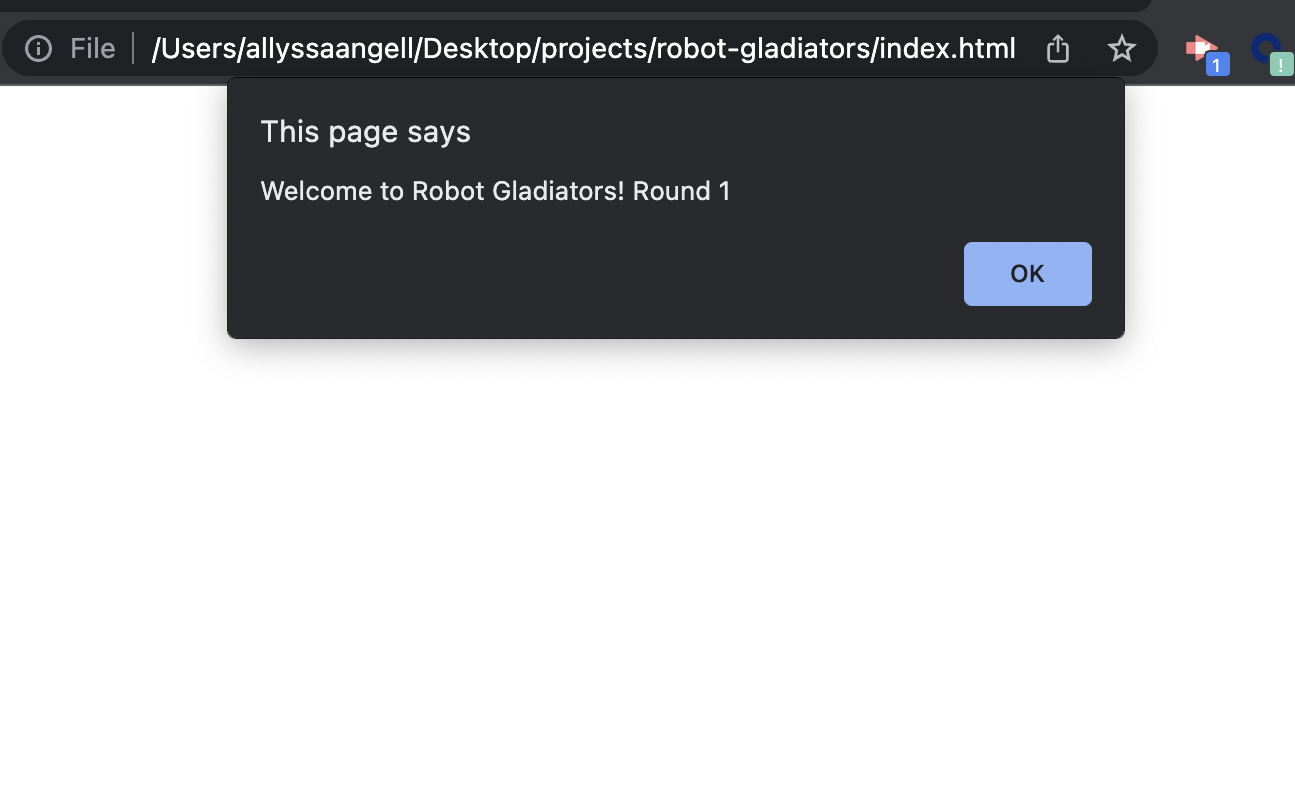 File /Users/allyssaangell/Desktop/projects/robot-gladiators/index.html
1 !
This page says
Welcome to Robot Gladiators! Round 1
OK